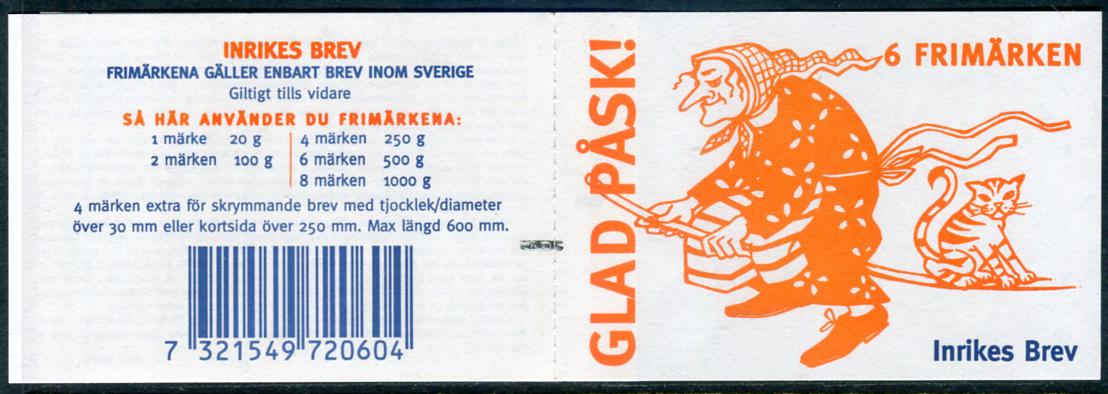 INRIKES BREV
FRIMÄRKENA GÄLLER ENBART BREV INOM SVERIGE
Giltigt tills vidare
SÅ HÄR ANVÄNDER DU FRIMÄRKENA:
1 märke 20 g 4 märken 250 g
2 märken 100 g 6 märken 500 g
8 märken 1000 g
4 märken extra för skrymmande brev med tjocklek/diameter
över 30 mm eller kortsida över 250 mm. Max längd 600 mm.
7 321549 720604
GLAD PÅSK!
6 FRIMÄRKEN
Inrikes Brev